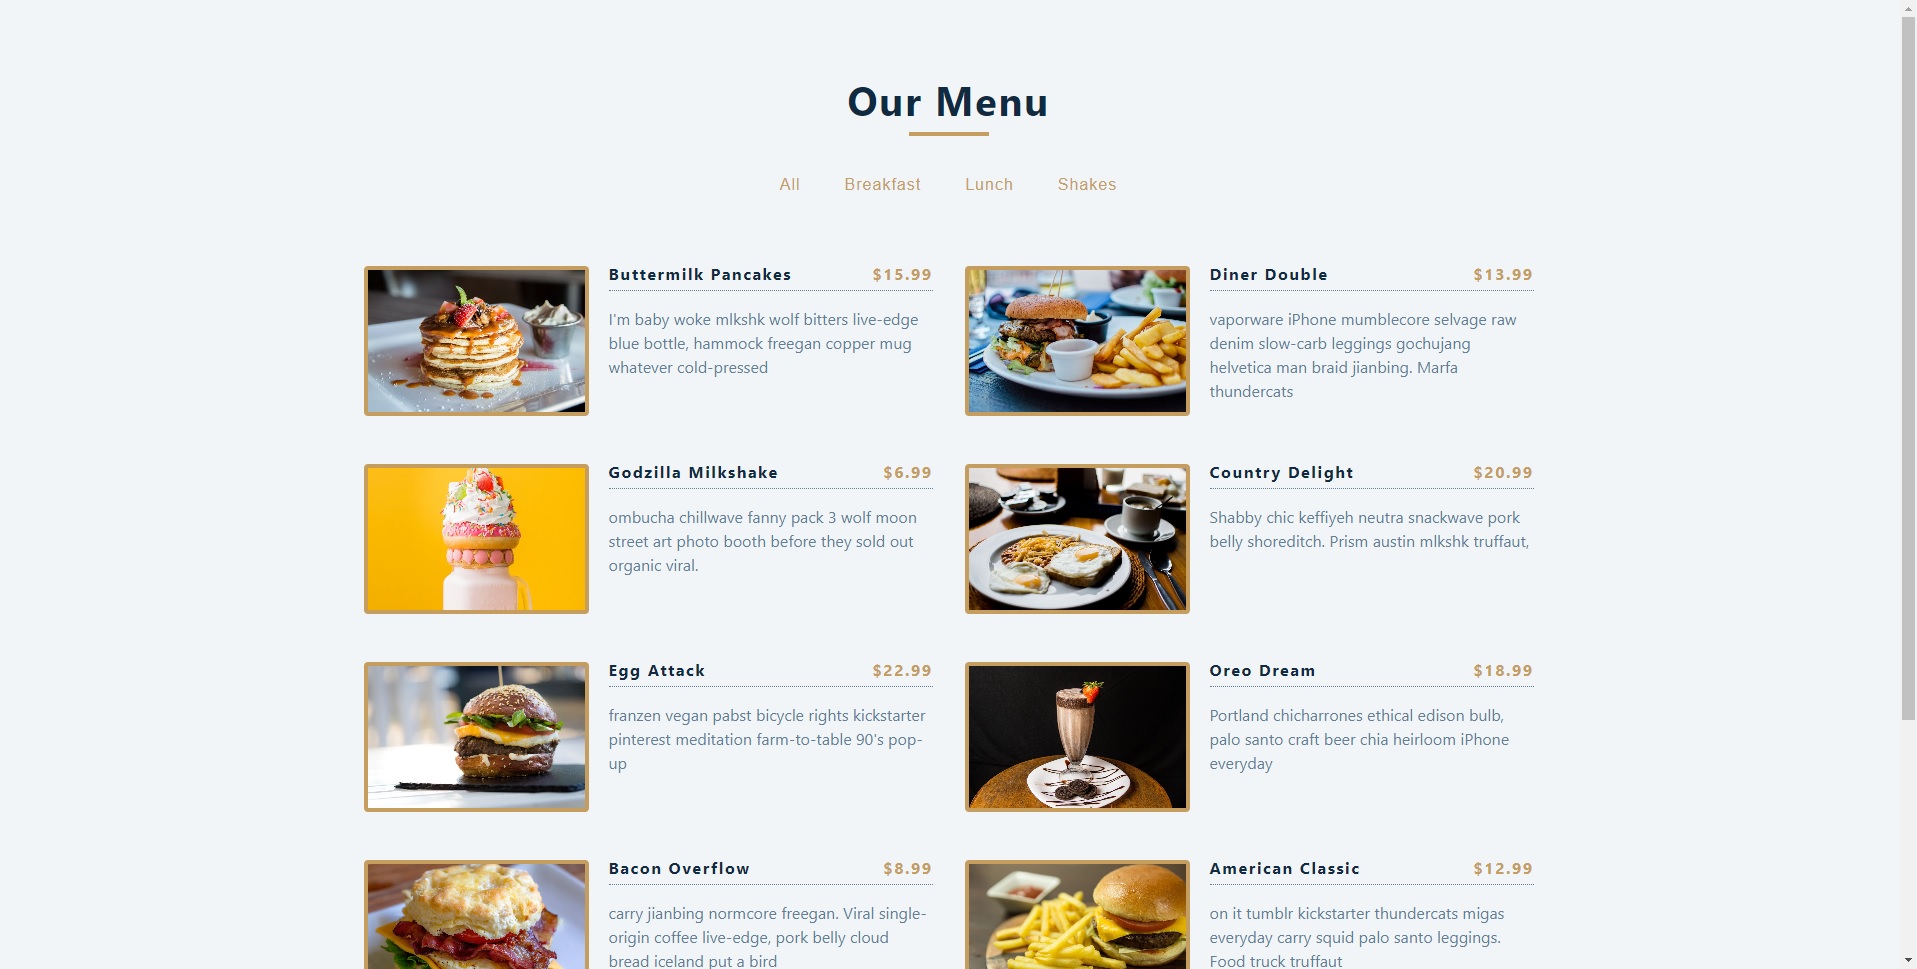 Our Menu
All Breakfast Lunch Shakes
Buttermilk Pancakes $15.99
I'm baby woke mlkshk wolf bitters live-edge
blue bottle, hammock freegan copper mug
whatever cold-pressed
Diner Double $13.99
vaporware iPhone mumblecore selvage raw
denim slow-carb leggings gochujang
helvetica man braid jianbing. Marfa
thundercats
Godzilla Milkshake $6.99
ombucha chillwave fanny pack 3 wolf moon
street art photo booth before they sold out
organic viral.
Country Delight $20.99
Shabby chic keffiyeh neutra snackwave pork
belly shoreditch. Prism austin mlkshk truffaut,
Egg Attack $22.99
franzen vegan pabst bicycle rights kickstarter
pinterest meditation farm-to-table 90's pop-
up
Oreo Dream $18.99
Portland chicharrones ethical edison bulb,
palo santo craft beer chia heirloom iPhone
everyday
Bacon Overflow $8.99
carry jianbing normcore freegan. Viral single-
origin coffee live-edge, pork belly cloud
bread iceland put a bird
American Classic $12.99
on it tumblr kickstarter thundercats migas
everyday carry squid palo santo leggings.
Food truck truffaut